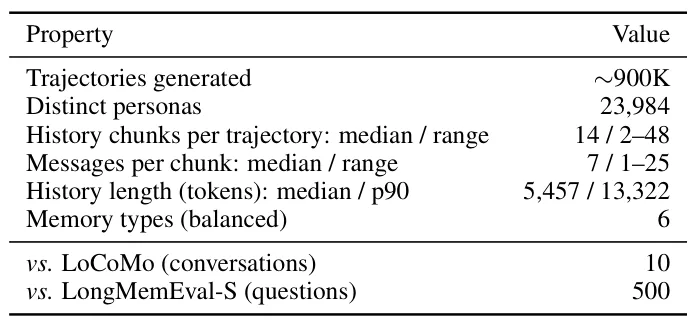 Property Value
Trajectories generated ∼900K
Distinct personas 23,984
History chunks per trajectory: median / range 14 / 2–48
Messages per chunk: median / range 7 / 1–25
History length (tokens): median / p90 5,457 / 13,322
Memory types (balanced) 6
vs. LoCoMo (conversations) 10
vs. LongMemEval-S (questions) 500